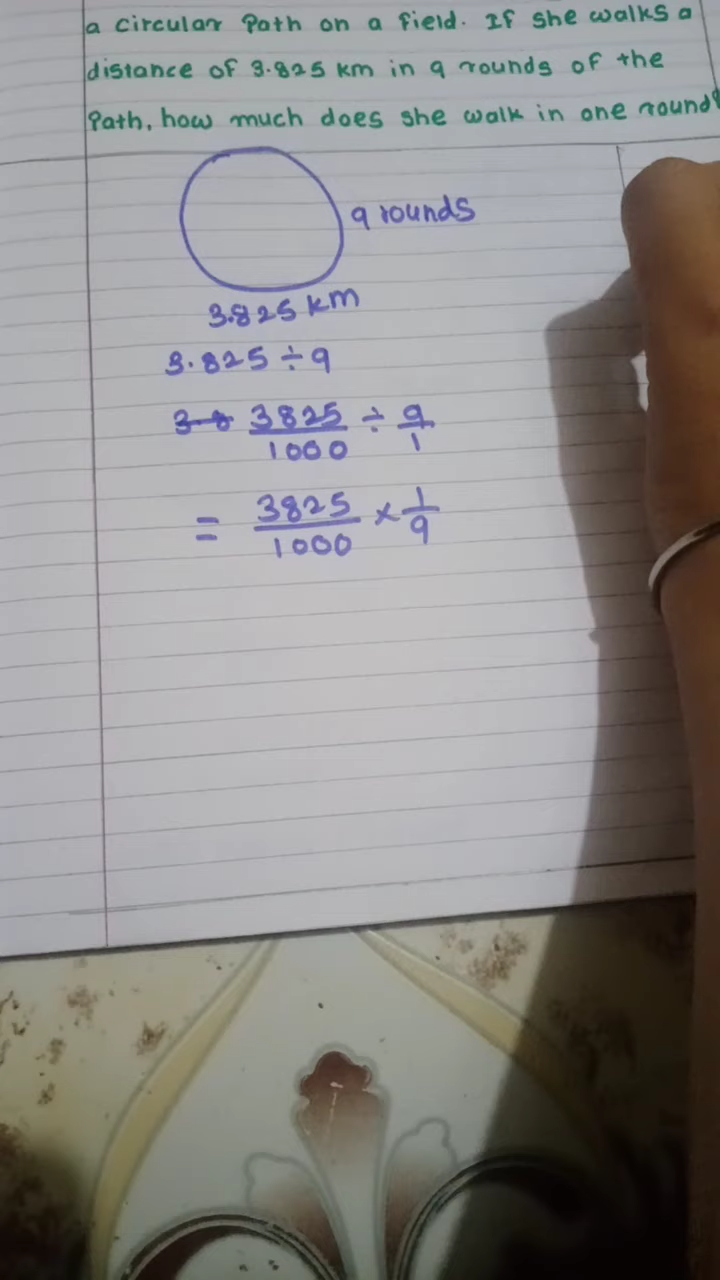 a circular Path on a field. If she walks a
distance of 3.825 km in 9 rounds of the
Path, how much does she walk in one round?
9 rounds
3.825 km
3.825 ÷ 9
3 8 3825/1000 ÷ 9/1
= 3825/1000 × 1/9